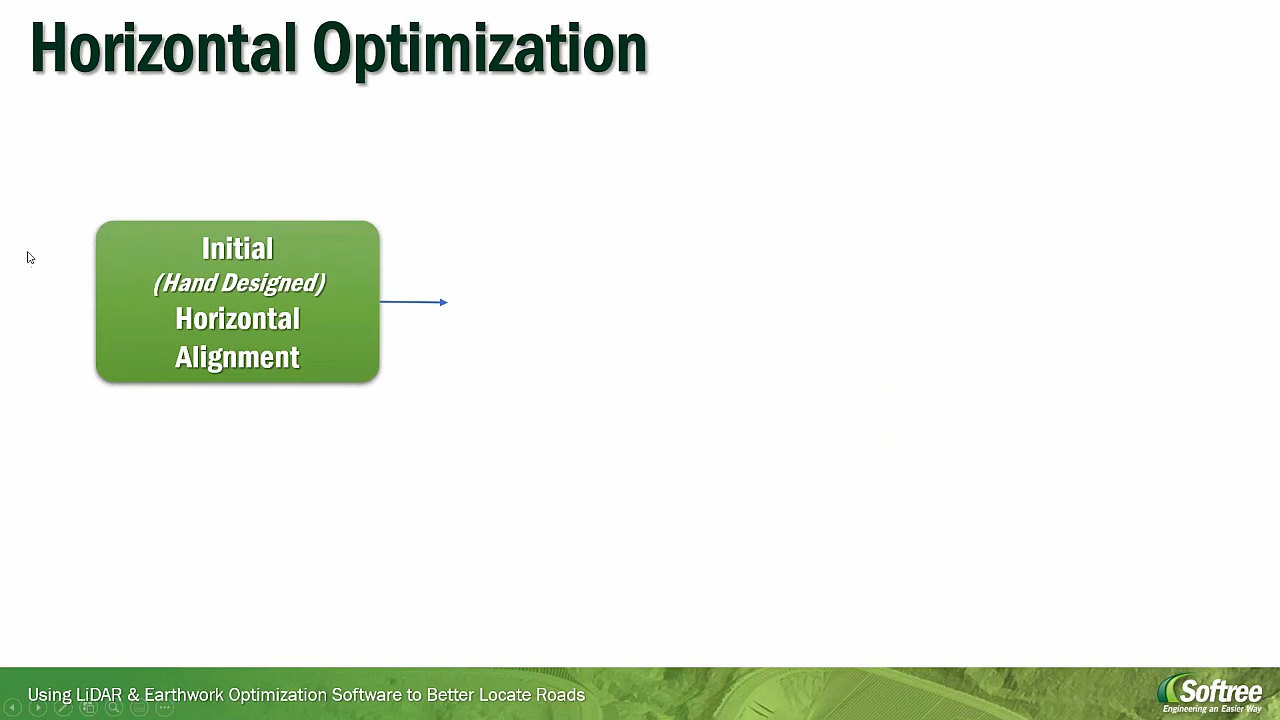 Horizontal Optimization
Initial
(Hand Designed)
Horizontal
Alignment
Using LiDAR & Earthwork Optimization Software to Better Locate Roads
Softree
Engineering an Easier Way